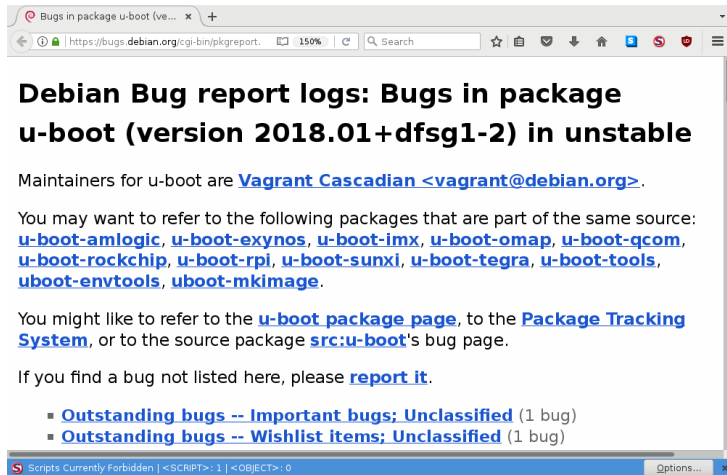 Bugs in package u-boot (ve...
https://bugs.debian.org/cgi-bin/pkgreport. 150% Search
Debian Bug report logs: Bugs in package
u-boot (version 2018.01+dfsg1-2) in unstable
Maintainers for u-boot are Vagrant Cascadian <vagrant@debian.org>.
You may want to refer to the following packages that are part of the same source:
u-boot-amlogic, u-boot-exynos, u-boot-imx, u-boot-omap, u-boot-qcom,
u-boot-rockchip, u-boot-rpi, u-boot-sunxi, u-boot-tegra, u-boot-tools,
uboot-envtools, uboot-mkimage.
You might like to refer to the u-boot package page, to the Package Tracking
System, or to the source package src:u-boot's bug page.
If you find a bug not listed here, please report it.
Outstanding bugs -- Important bugs; Unclassified (1 bug)
Outstanding bugs -- Wishlist items; Unclassified (1 bug)
Scripts Currently Forbidden | <SCRIPT>: 1 | <OBJECT>: 0 Options...